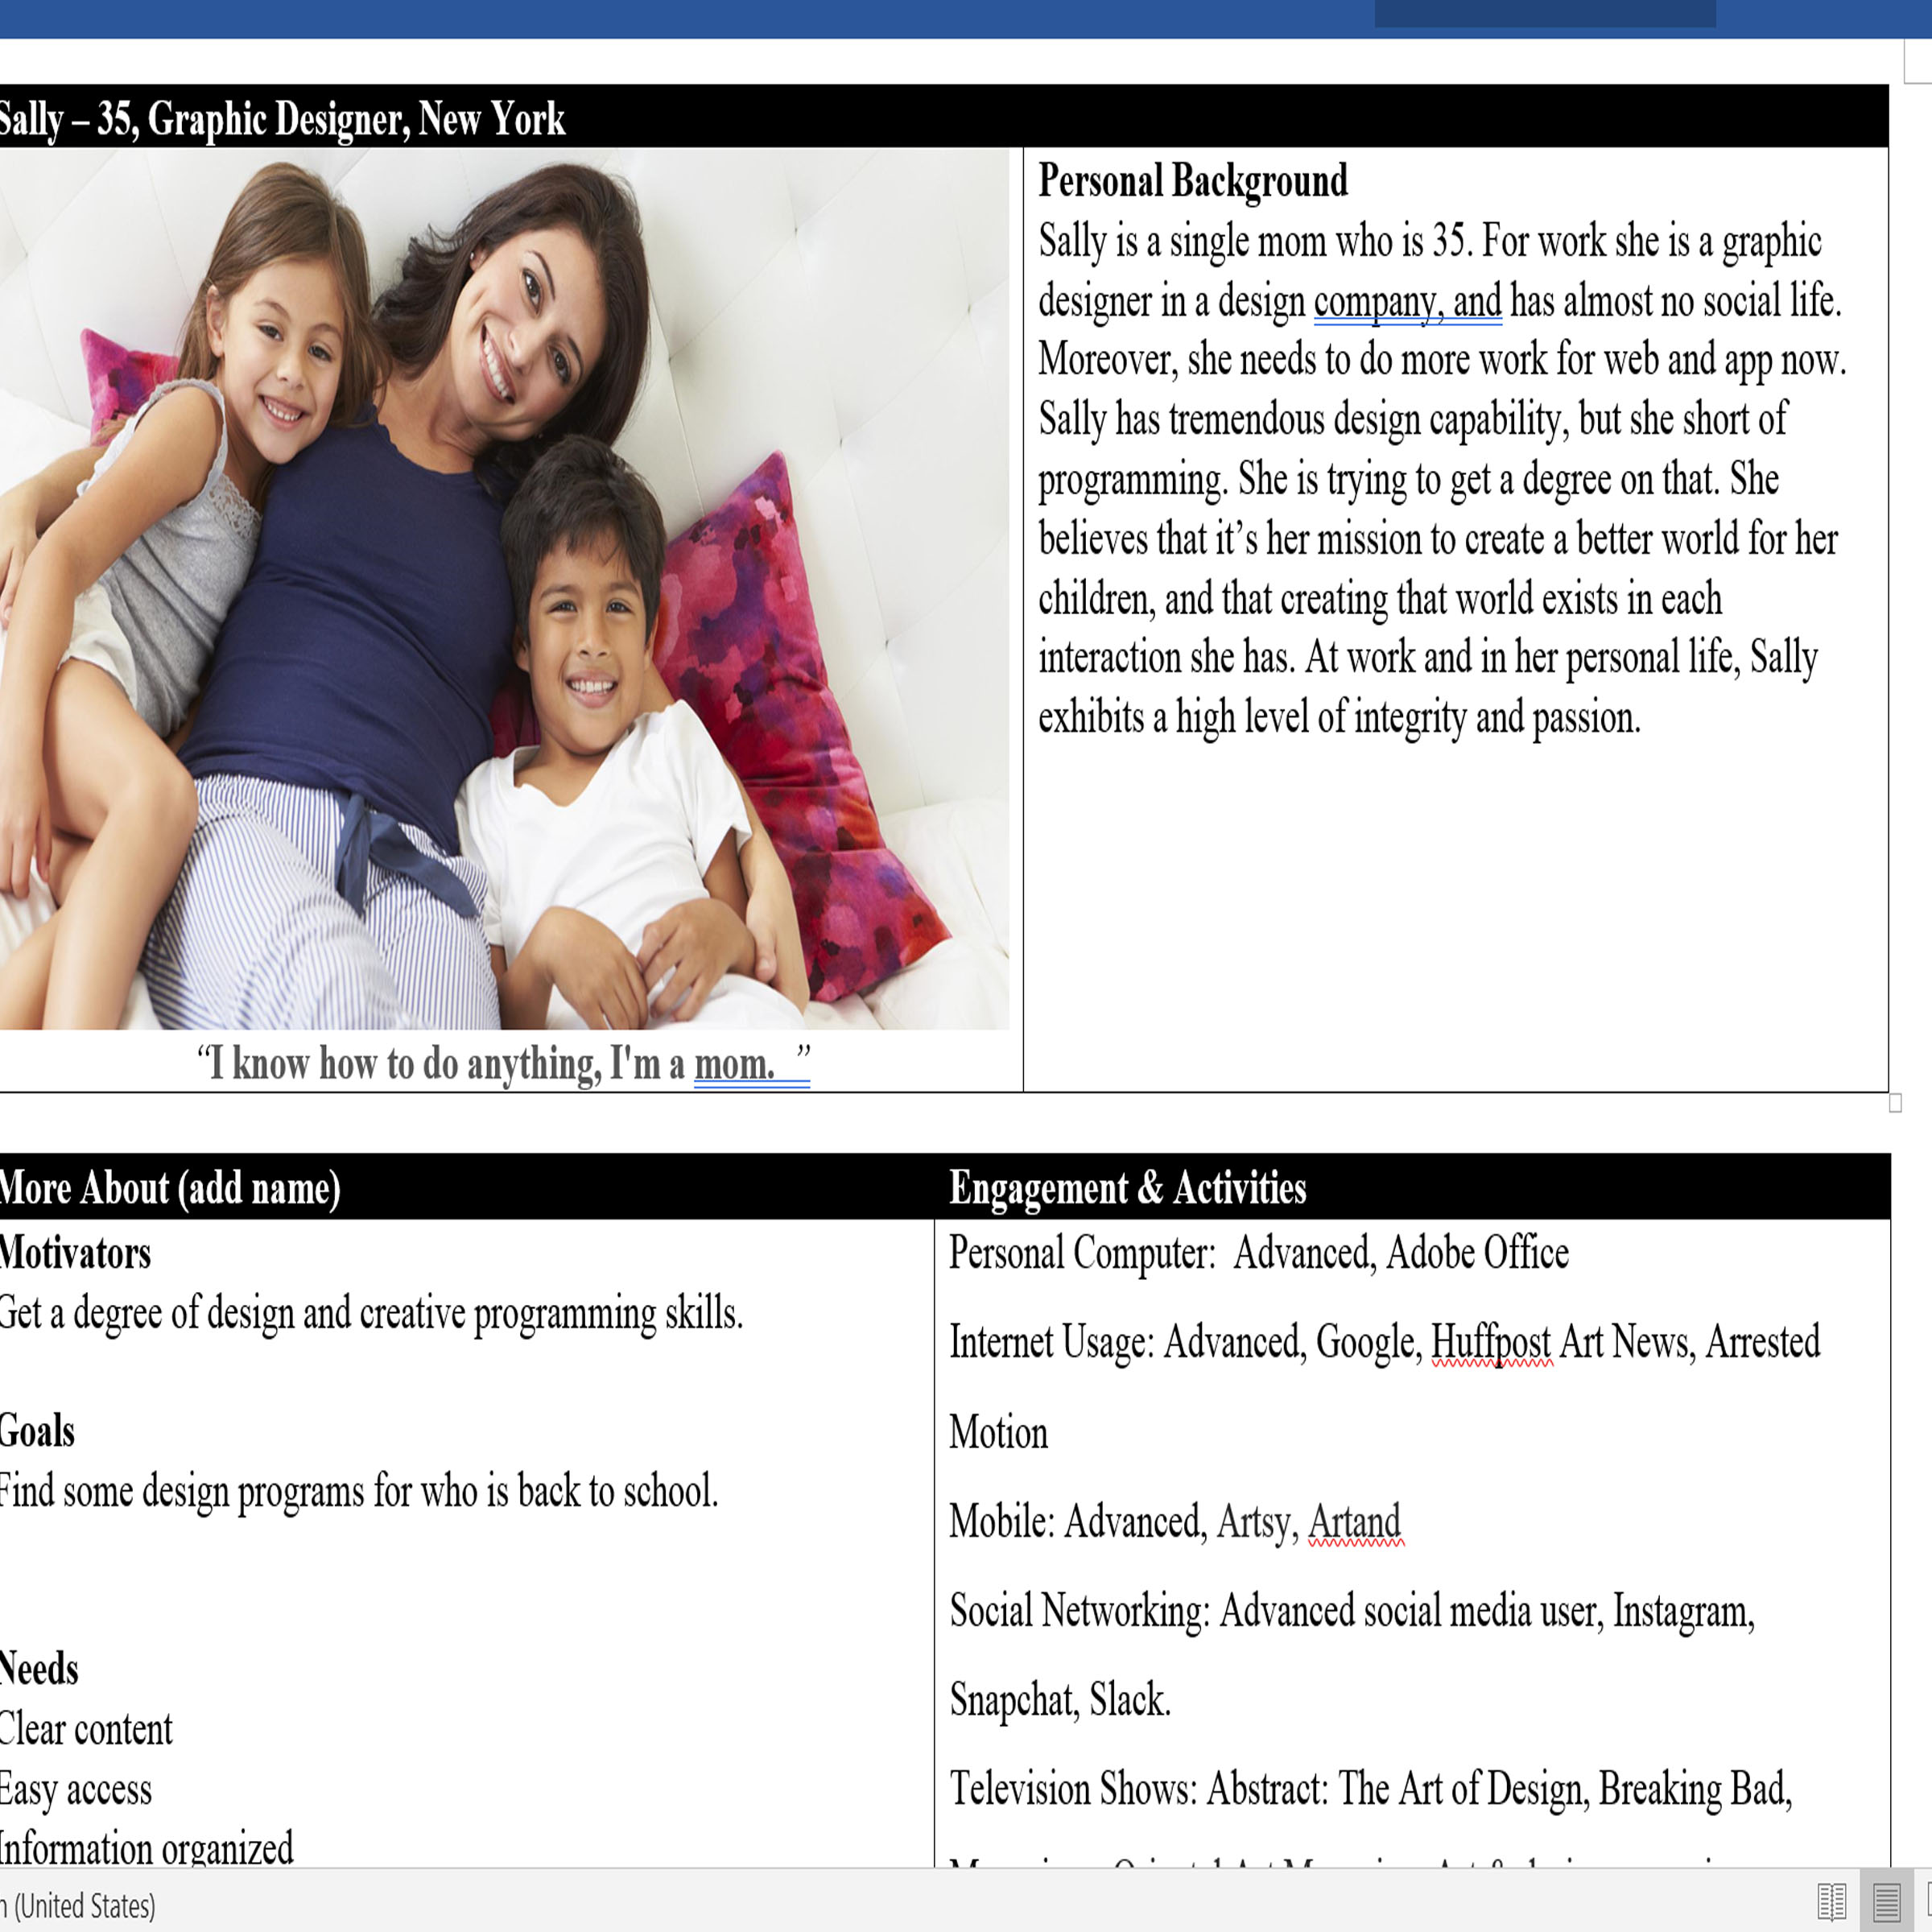 Sally – 35, Graphic Designer, New York
Personal Background
Sally is a single mom who is 35. For work she is a graphic
designer in a design company, and has almost no social life.
Moreover, she needs to do more work for web and app now.
Sally has tremendous design capability, but she short of
programming. She is trying to get a degree on that. She
believes that it’s her mission to create a better world for her
children, and that creating that world exists in each
interaction she has. At work and in her personal life, Sally
exhibits a high level of integrity and passion.
“I know how to do anything, I'm a mom. ”
More About (add name)
Motivators
Get a degree of design and creative programming skills.
Goals
Find some design programs for who is back to school.
Needs
Clear content
Easy access
Information organized
Engagement & Activities
Personal Computer: Advanced, Adobe Office
Internet Usage: Advanced, Google, Huffpost Art News, Arrested
Motion
Mobile: Advanced, Artsy, Artand
Social Networking: Advanced social media user, Instagram,
Snapchat, Slack.
Television Shows: Abstract: The Art of Design, Breaking Bad,
(United States)